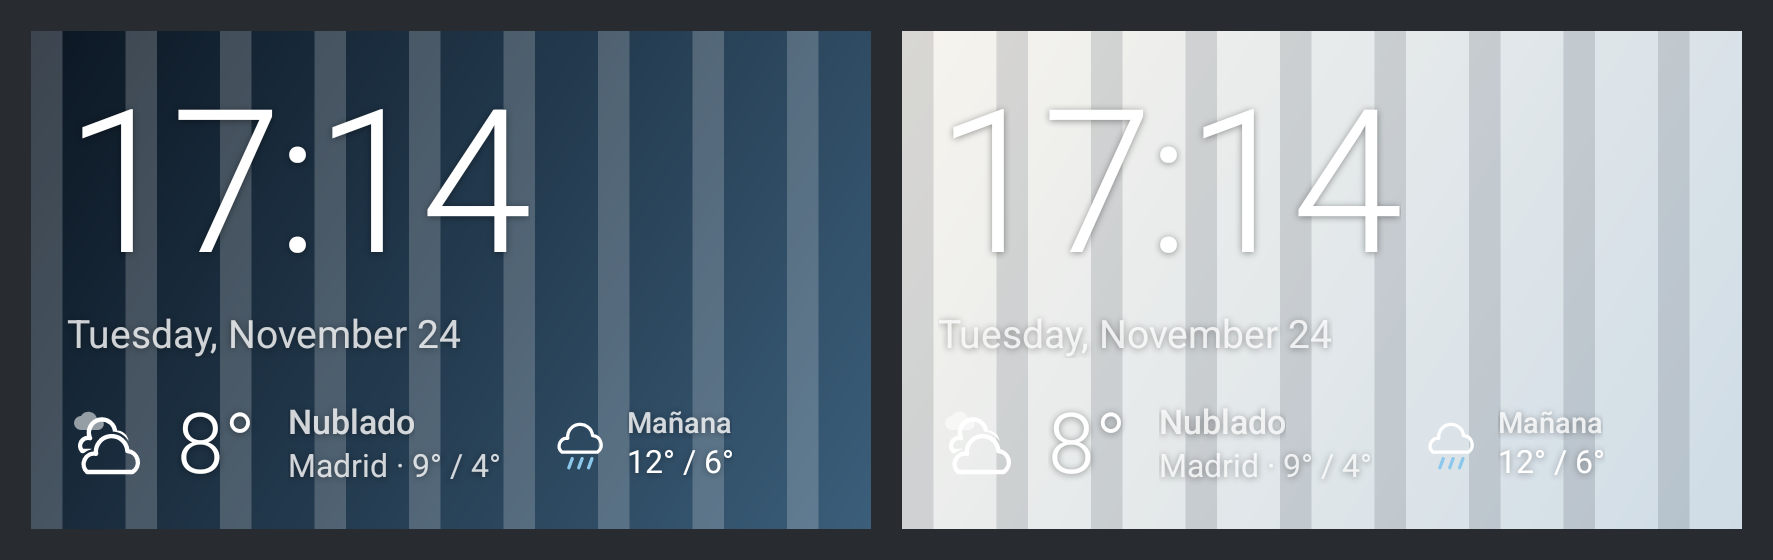 17:14
Tuesday, November 24
8°
Nublado
Madrid · 9° / 4°
Mañana
12° / 6°
17:14
Tuesday, November 24
8°
Nublado
Madrid · 9° / 4°
Mañana
12° / 6°